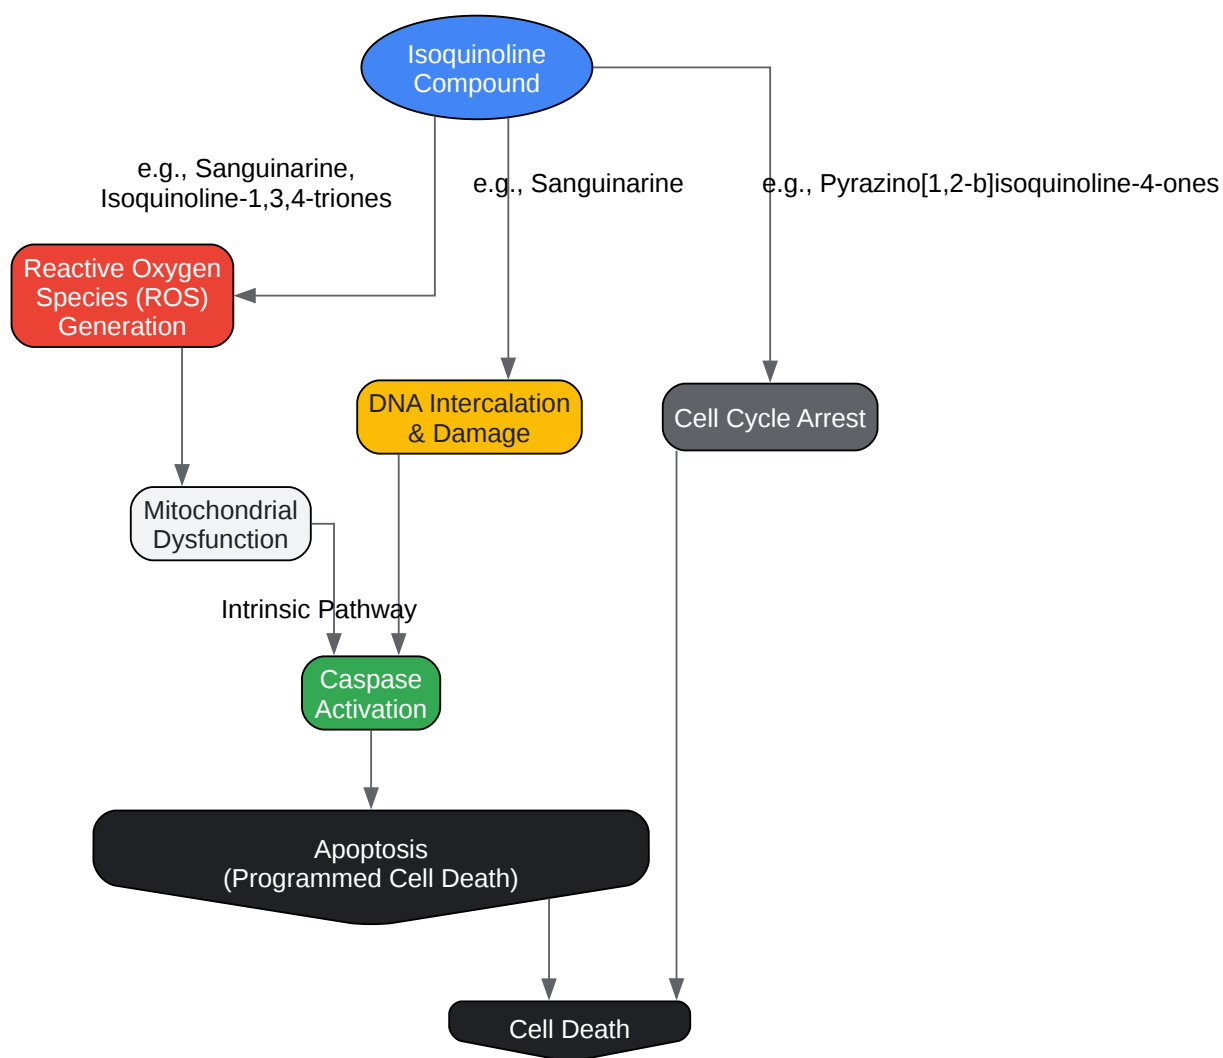 Isoquinoline
Compound
e.g., Sanguinarine,
Isoquinoline-1,3,4-triones
e.g., Sanguinarine
e.g., Pyrazino[1,2-b]isoquinoline-4-ones
Reactive Oxygen
Species (ROS)
Generation
DNA Intercalation
& Damage
Cell Cycle Arrest
Mitochondrial
Dysfunction
Intrinsic Pathway
Caspase
Activation
Apoptosis
(Programmed Cell Death)
Cell Death